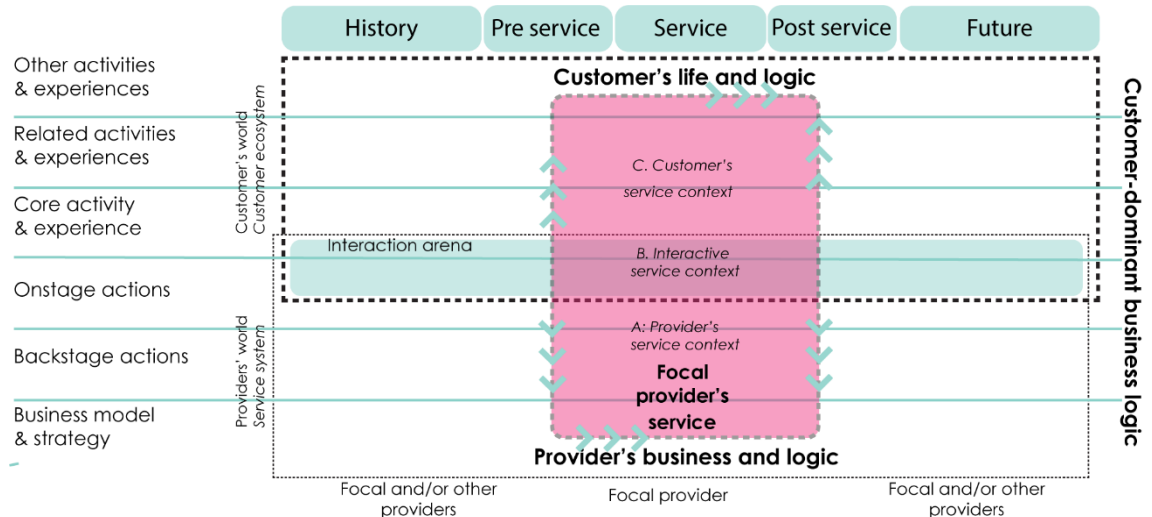 History
Pre service
Service
Post service
Future
Other activities
& experiences
Related activities
& experiences
Core activity
& experience
Onstage actions
Backstage actions
Business model
& strategy
Customer's world
Customer ecosystem
Providers' world
Service system
Customer's life and logic
C. Customer's
service context
Interaction arena
B. Interactive
service context
A: Provider's
service context
Focal
provider's
service
Provider's business and logic
Focal and/or other
providers
Focal provider
Focal and/or other
providers
Customer-dominant business logic